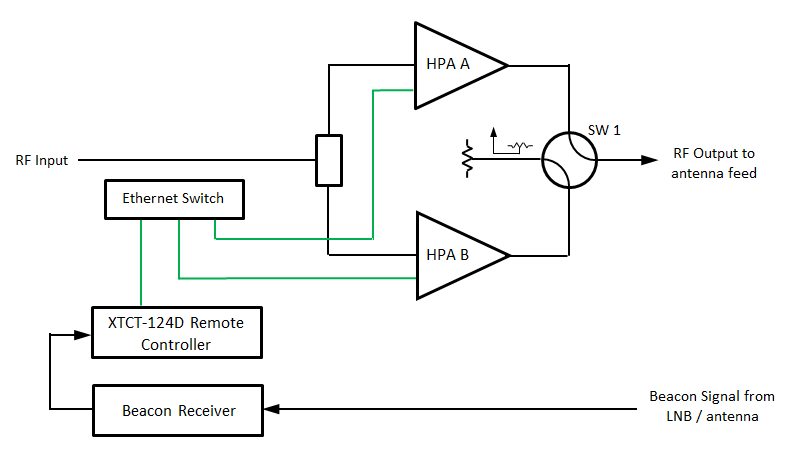 HPA A
SW 1
RF Input
RF Output to
antenna feed
Ethernet Switch
HPA B
XTCT-124D Remote
Controller
Beacon Receiver
Beacon Signal from
LNB / antenna